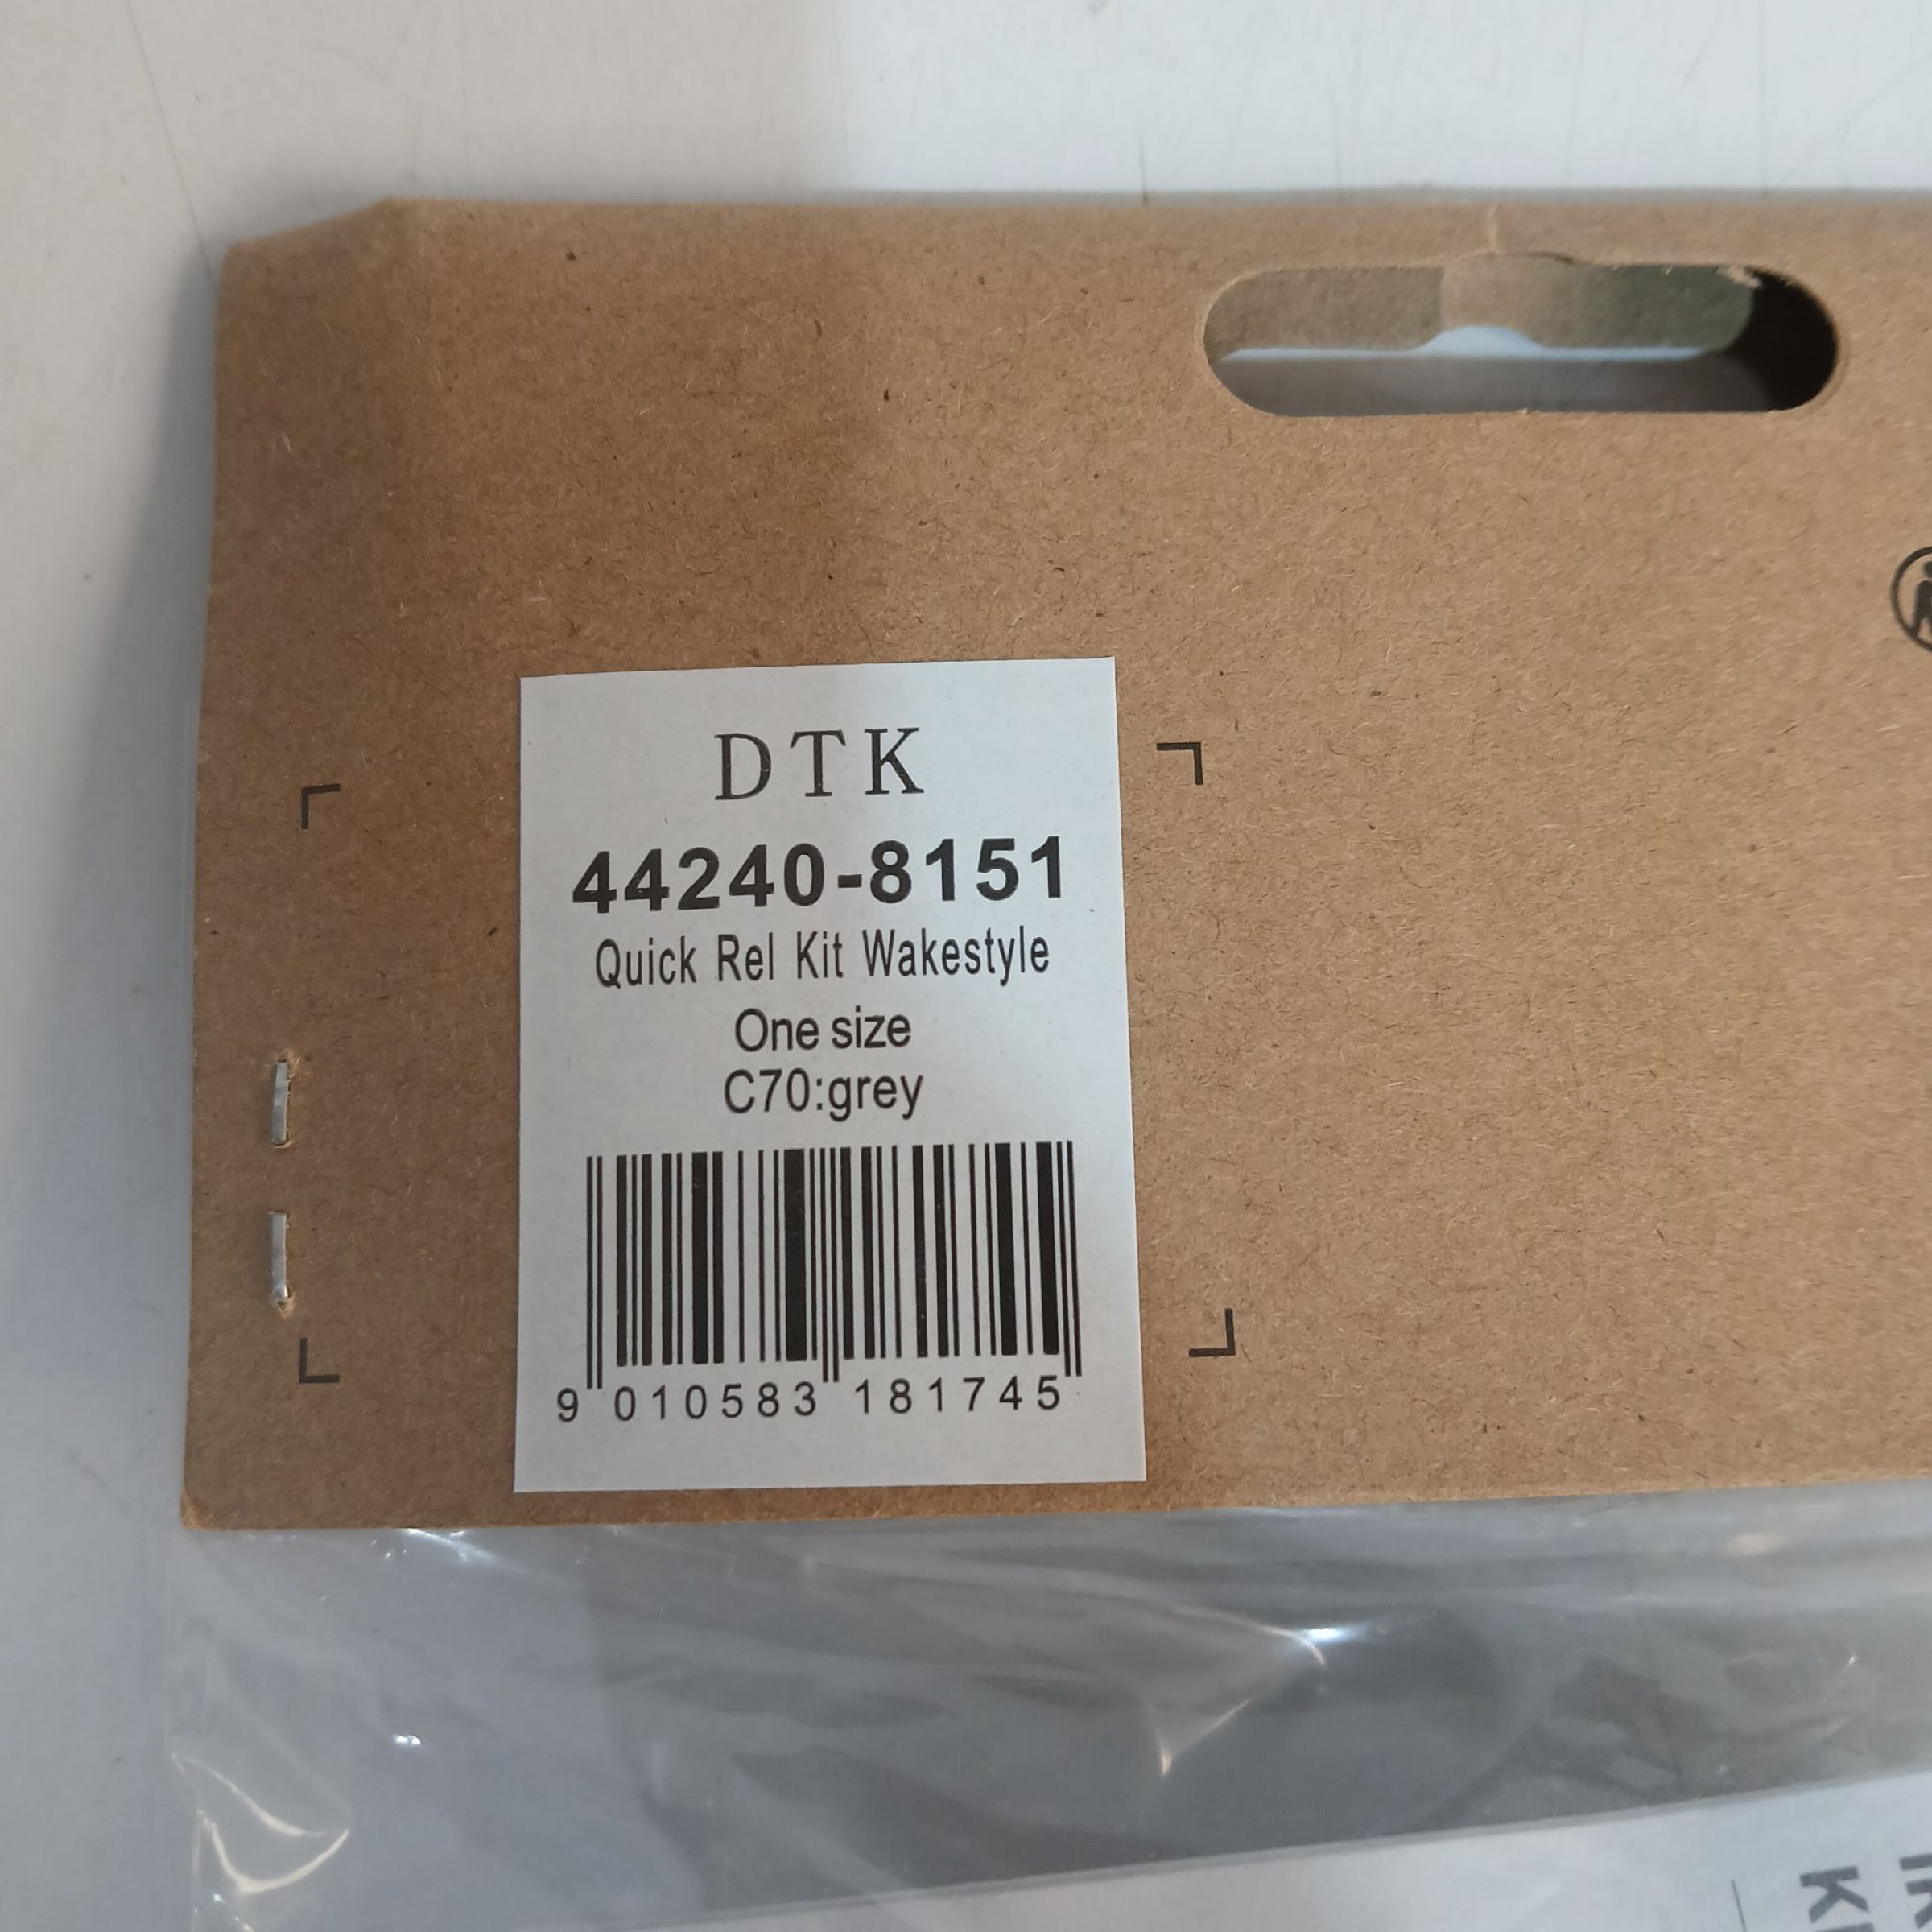 DTK
44240-8151
Quick Rel Kit Wakestyle
One size
C70:grey
9 010583 181745